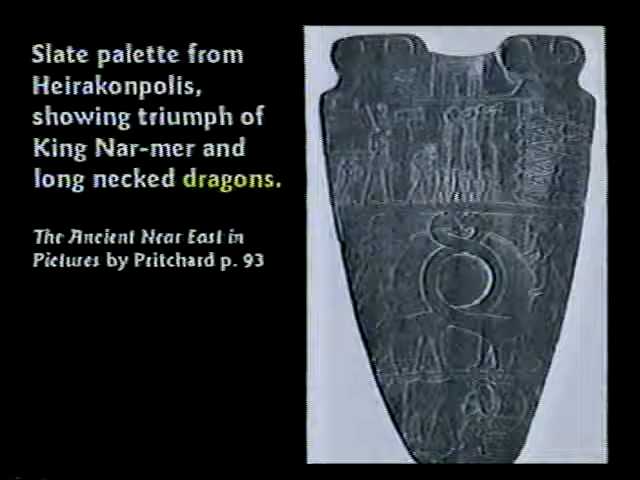 Slate palette from
Heirakonpolis,
showing triumph of
King Nar-mer and
long necked dragons.
The Ancient Near East in
Pictures by Pritchard p. 93